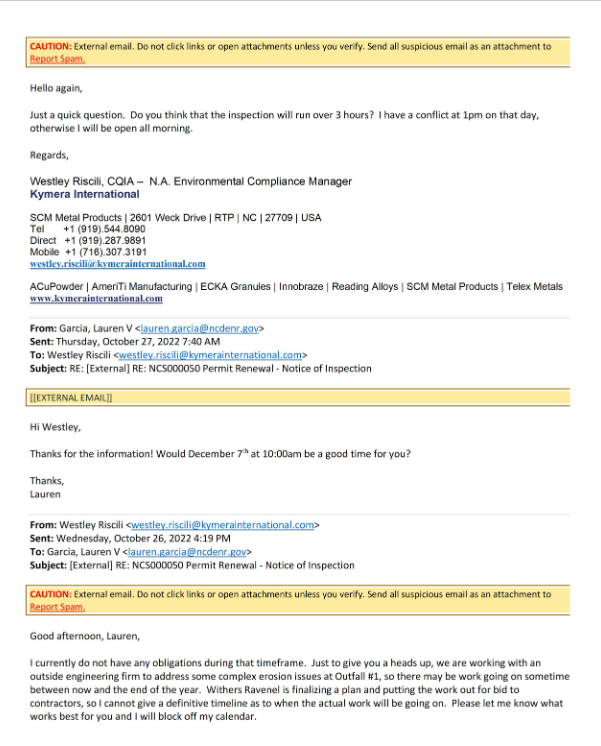 CAUTION: External email. Do not click links or open attachments unless you verify. Send all suspicious email as an attachment to
Report Spam.
Hello again,
Just a quick question.  Do you think that the inspection will run over 3 hours?  I have a conflict at 1pm on that day,
otherwise I will be open all morning.
Regards,
Westley Riscili, CQIA –  N.A. Environmental Compliance Manager
Kymera International
SCM Metal Products | 2601 Weck Drive | RTP | NC | 27709 | USA
Tel +1 (919).544.8090
Direct +1 (919).287.9891
Mobile +1 (716).307.3191
westley.riscili@kymerainternational.com
ACuPowder | AmeriTi Manufacturing | ECKA Granules | Innobraze | Reading Alloys | SCM Metal Products | Telex Metals
www.kymerainternational.com
From: Garcia, Lauren V <lauren.garcia@ncdenr.gov>
Sent: Thursday, October 27, 2022 7:40 AM
To: Westley Riscili <westley.riscili@kymerainternational.com>
Subject: RE: [External] RE: NCS000050 Permit Renewal - Notice of Inspection
[[EXTERNAL EMAIL]]
Hi Westley,
Thanks for the information! Would December 7th at 10:00am be a good time for you?
Thanks,
Lauren
From: Westley Riscili <westley.riscili@kymerainternational.com>
Sent: Wednesday, October 26, 2022 4:19 PM
To: Garcia, Lauren V <lauren.garcia@ncdenr.gov>
Subject: [External] RE: NCS000050 Permit Renewal - Notice of Inspection
CAUTION: External email. Do not click links or open attachments unless you verify. Send all suspicious email as an attachment to
Report Spam.
Good afternoon, Lauren,
I currently do not have any obligations during that timeframe.  Just to give you a heads up, we are working with an
outside engineering firm to address some complex erosion issues at Outfall #1, so there may be work going on sometime
between now and the end of the year.  Withers Ravenel is finalizing a plan and putting the work out for bid to
contractors, so I cannot give a definitive timeline as to when the actual work will be going on.  Please let me know what
works best for you and I will block off my calendar.